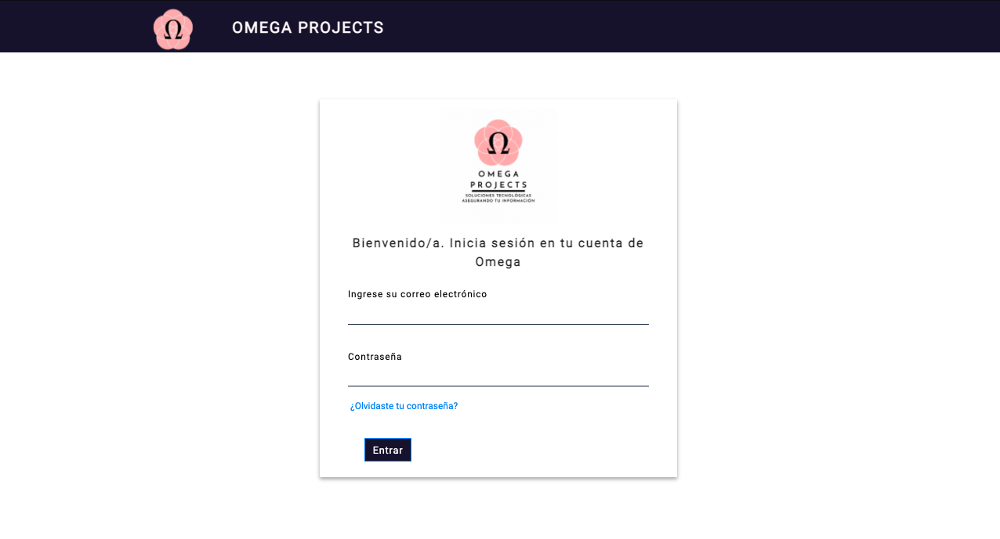 Ω
OMEGA PROJECTS
Ω
OMEGA
PROJECTS
SOLUCIONES TECNOLÓGICAS
ASEGURANDO TU INFORMACIÓN
Bienvenido/a. Inicia sesión en tu cuenta de
Omega
Ingrese su correo electrónico
Contraseña
¿Olvidaste tu contraseña?
Entrar